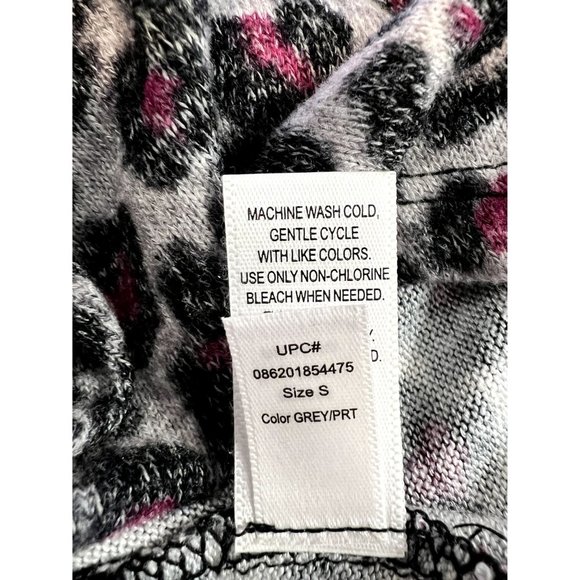 MACHINE WASH COLD,
GENTLE CYCLE
WITH LIKE COLORS.
USE ONLY NON-CHLORINE
BLEACH WHEN NEEDED.
UPC#
086201854475
Size S
Color GREY/PRT